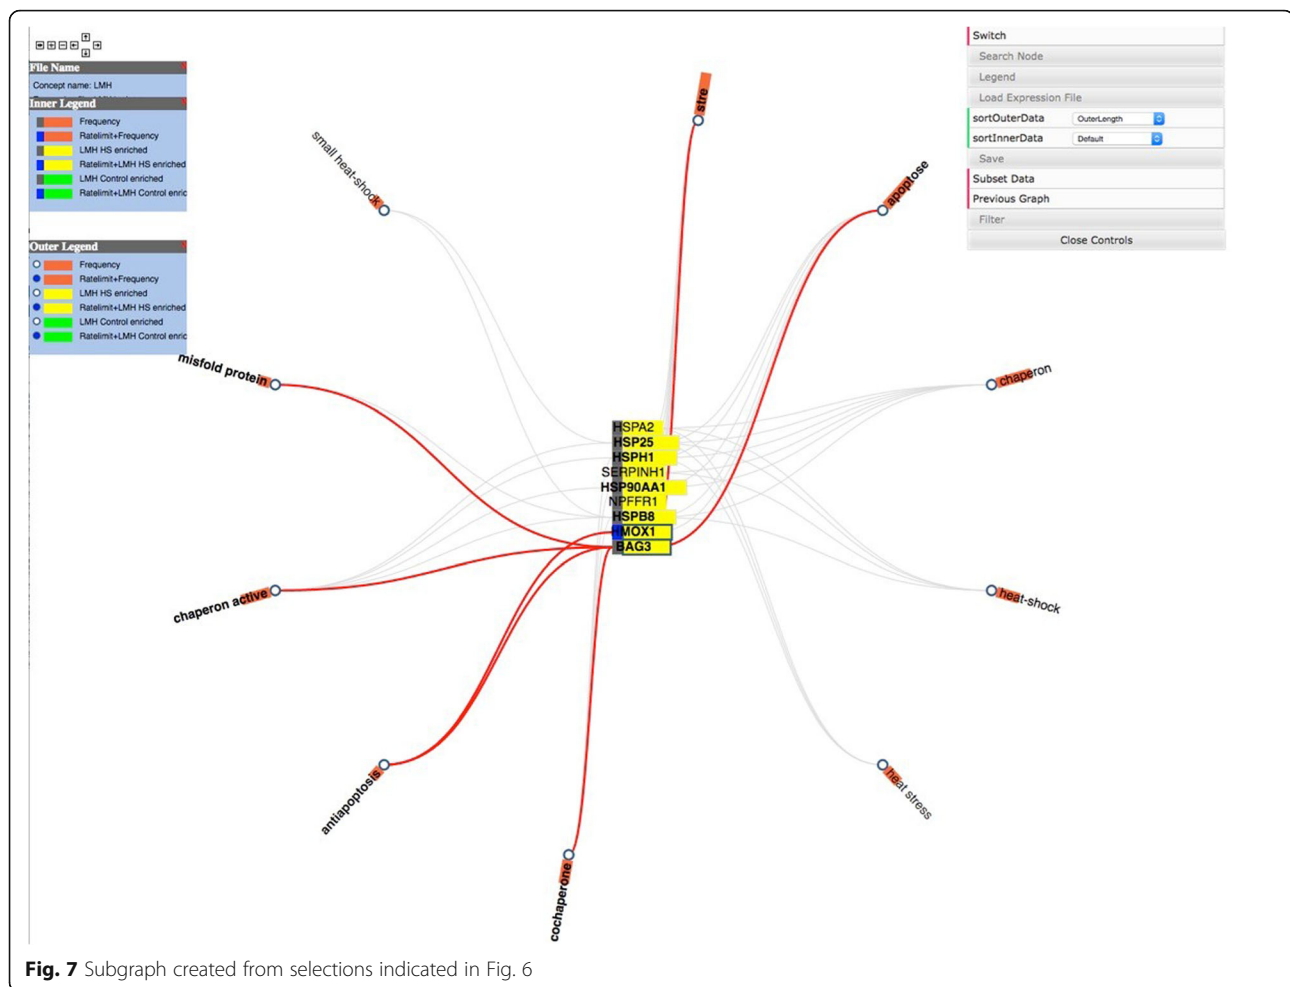 File Name
Concept name: LMH
Inner Legend
Frequency
Ratelimit+Frequency
LMH HS enriched
Ratelimit+LMH HS enriched
LMH Control enriched
Ratelimit+LMH Control enric
Outer Legend
Frequency
Ratelimit+Frequency
LMH HS enriched
Ratelimit+LMH HS enriched
LMH Control enriched
Ratelimit+LMH Control enric
Switch
Search Node
Legend
Load Expression File
sortOuterData OuterLength
sortInnerData Default
Save
Subset Data
Previous Graph
Filter
Close Controls
stre
small heat-shock
apoptose
misfold protein
chaperon
HSPA2
HSP25
HSPH1
SERPINH1
HSP90AA1
NPFFR1
HSPB8
HMOX1
BAG3
chaperon active
heat-shock
antiapoptosis
heat stress
cochaperone
Fig. 7 Subgraph created from selections indicated in Fig. 6